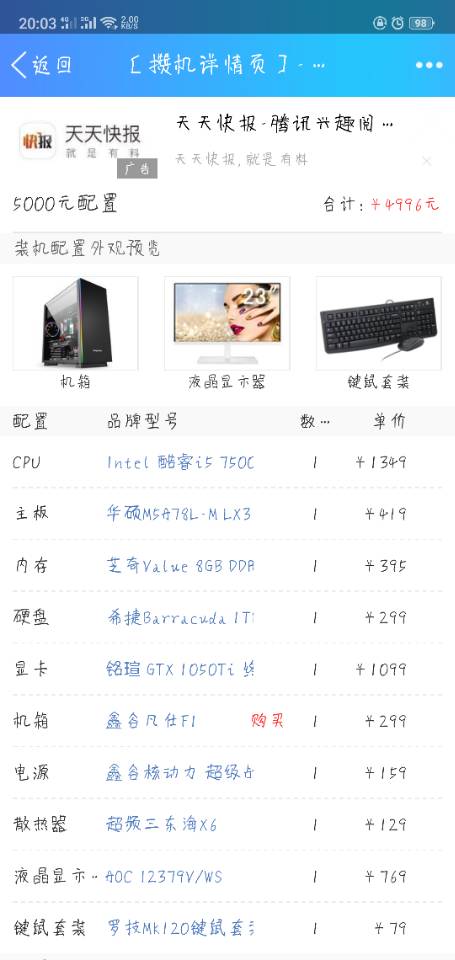 20:03 2.00 KB/S 98
返回 [攒机详情页]-…
快报 天天快报 就是有料 广告
天天快报-腾讯兴趣阅…
天天快报,就是有料
5000元配置 合计:¥4996元
装机配置外观预览
23"
机箱 液晶显示器 键鼠套装
配置 品牌型号 数… 单价
CPU Intel 酷睿i5 7500 1 ¥1349
主板 华硕M5A78L-M LX3 1 ¥419
内存 芝奇Value 8GB DDR 1 ¥395
硬盘 希捷Barracuda 1T 1 ¥299
显卡 铭瑄 GTX 1050Ti 1 ¥1099
机箱 鑫谷凡仕F1 购买 1 ¥299
电源 鑫谷核动力 超级 1 ¥159
散热器 超频三东海X6 1 ¥129
液晶显示… AOC I2379V/WS 1 ¥769
键鼠套装 罗技MK120键鼠套 1 ¥79